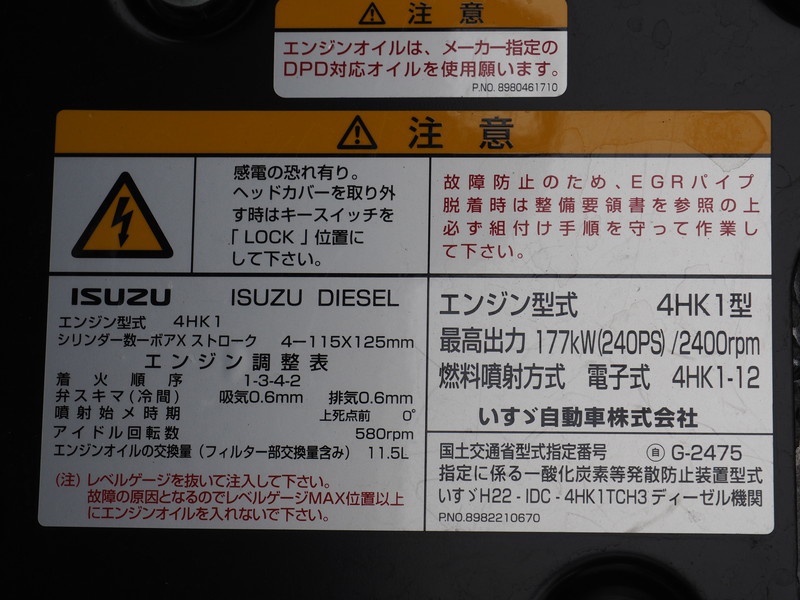 注意
エンジンオイルは、メーカー指定の
DPD対応オイルを使用願います。
P.NO. 8980461710
注意
感電の恐れ有り。
ヘッドカバーを取り外
す時はキースイッチを
「LOCK」位置に
して下さい。
故障防止のため、EGRパイプ
脱着時は整備要領書を参照の上
必ず組付け手順を守って作業し
て下さい。
ISUZU ISUZU DIESEL
エンジン型式 4HK1
シリンダー数ーボアXストローク 4-115X125mm
エンジン調整表
着火順序 1-3-4-2
弁スキマ(冷間) 吸気0.6mm 排気0.6mm
噴射始メ時期 上死点前 0°
アイドル回転数 580rpm
エンジンオイルの交換量(フィルター部交換量含み) 11.5L
(注)レベルゲージを抜いて注入して下さい。
故障の原因となるのでレベルゲージMAX位置以上
にエンジンオイルを入れないで下さい。
エンジン型式 4HK1型
最高出力 177kW(240PS)/2400rpm
燃料噴射方式 電子式 4HK1-12
いすゞ自動車株式会社
国土交通省型式指定番号 自 G-2475
指定に係る一酸化炭素等発散防止装置型式
いすゞH22-IDC-4HK1TCH3ディーゼル機関
P.NO.8982210670